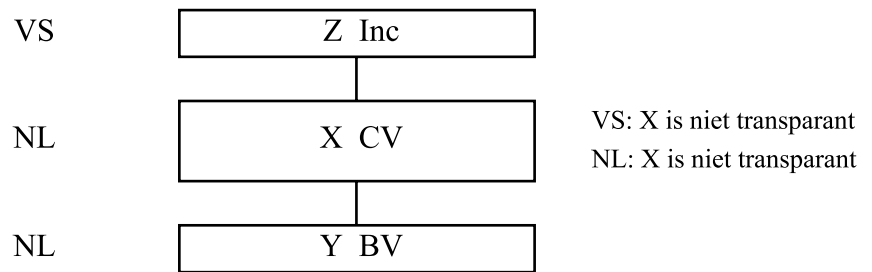 VS
Z Inc
NL
X CV
VS: X is niet transparant
NL: X is niet transparant
NL
Y BV